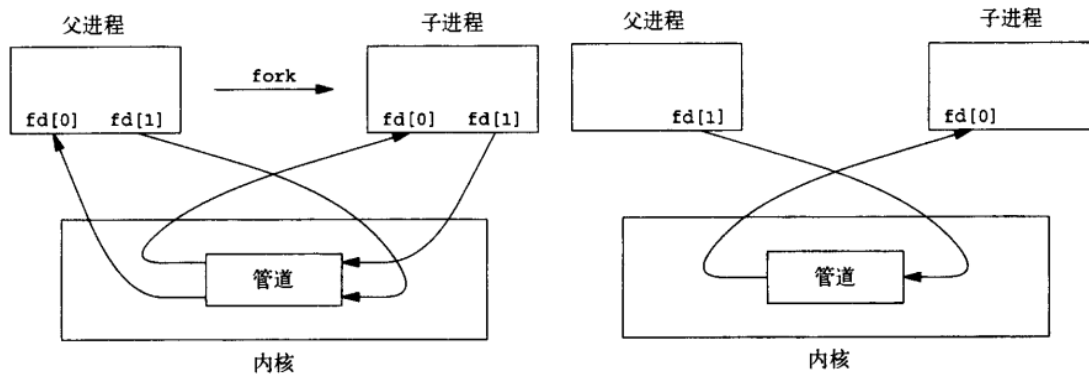 父进程
子进程
fork
fd[0]
fd[1]
fd[0]
fd[1]
管道
内核
父进程
子进程
fd[1]
fd[0]
管道
内核